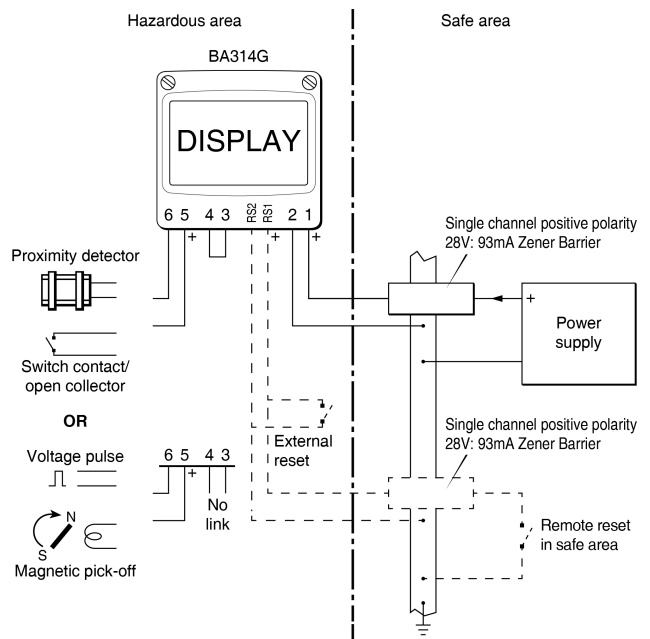 Hazardous area
Safe area
BA314G
DISPLAY
6 5 4 3 RS2 RS1 2 1
+ + +
Proximity detector
Switch contact/
open collector
OR
Voltage pulse
6 5 4 3
+
No
link
N
S
Magnetic pick-off
External
reset
Single channel positive polarity
28V: 93mA Zener Barrier
+
Power
supply
Single channel positive polarity
28V: 93mA Zener Barrier
Remote reset
in safe area